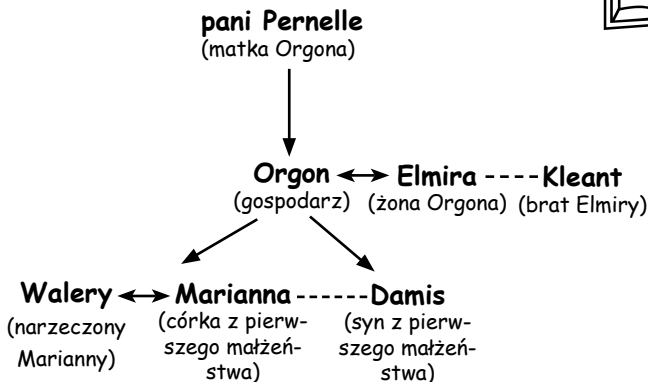 pani Pernelle
(matka Orgona)
Orgon Elmira Kleant
(gospodarz) (żona Orgona) (brat Elmiry)
Walery Marianna Damis
(narzeczony
Marianny)
(córka z pierw-
szego małżeń-
stwa)
(syn z pierw-
szego małżeń-
stwa)